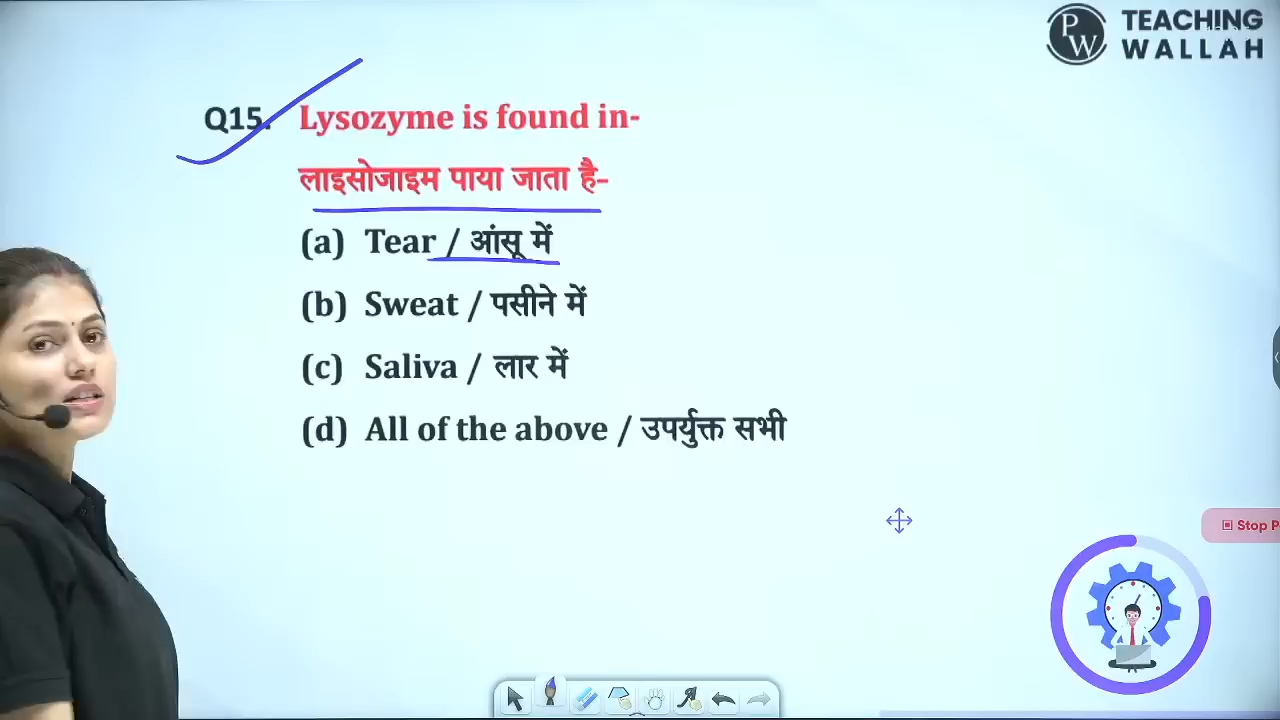 PW TEACHING
WALLAH
Q15. Lysozyme is found in-
लाइसोजाइम पाया जाता है-
(a) Tear / आंसू में
(b) Sweat / पसीने में
(c) Saliva / लार में
(d) All of the above / उपर्युक्त सभी
Stop P